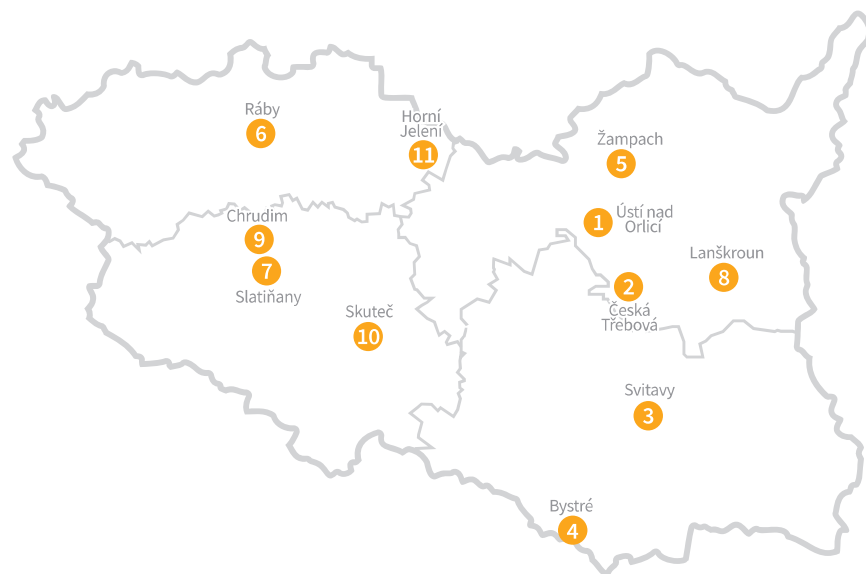 Ráby
6
Horní
Jelení
11
Žampach
5
Chrudim
9
7
Slatiňany
1
Ústí nad
Orlicí
Lanškroun
8
2
Česká
Třebová
Skuteč
10
Svitavy
3
Bystré
4